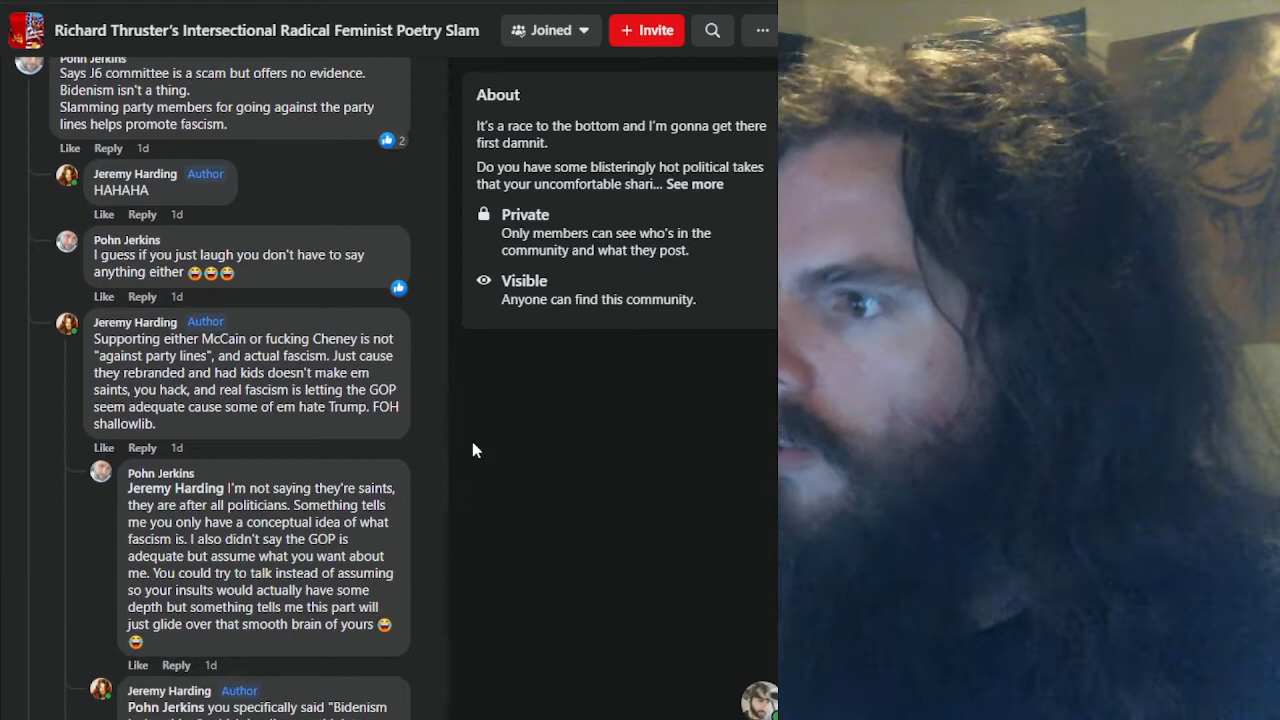 Richard Thruster's Intersectional Radical Feminist Poetry Slam
Joined
+ Invite
Pohn Jerkins
Says J6 committee is a scam but offers no evidence.
Bidenism isn't a thing.
Slamming party members for going against the party
lines helps promote fascism.
2
Like Reply 1d
Jeremy Harding Author
HAHAHA
Like Reply 1d
Pohn Jerkins
I guess if you just laugh you don't have to say
anything either 😂😂😂
Like Reply 1d
Jeremy Harding Author
Supporting either McCain or fucking Cheney is not
"against party lines", and actual fascism. Just cause
they rebranded and had kids doesn't make em
saints, you hack, and real fascism is letting the GOP
seem adequate cause some of em hate Trump. FOH
shallowlib.
Like Reply 1d
Pohn Jerkins
Jeremy Harding I'm not saying they're saints,
they are after all politicians. Something tells
me you only have a conceptual idea of what
fascism is. I also didn't say the GOP is
adequate but assume what you want about
me. You could try to talk instead of assuming
so your insults would actually have some
depth but something tells me this part will
just glide over that smooth brain of yours 😂
😂
Like Reply 1d
Jeremy Harding Author
Pohn Jerkins you specifically said "Bidenism
About
It's a race to the bottom and I'm gonna get there
first damnit.
Do you have some blisteringly hot political takes
that your uncomfortable shari... See more
Private
Only members can see who's in the
community and what they post.
Visible
Anyone can find this community.